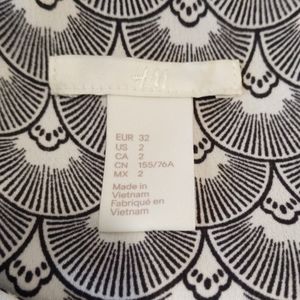 H&M
EUR 32
US 2
CA 2
CN 155/76A
MX 2
Made in
Vietnam
Fabriqué en
Vietnam